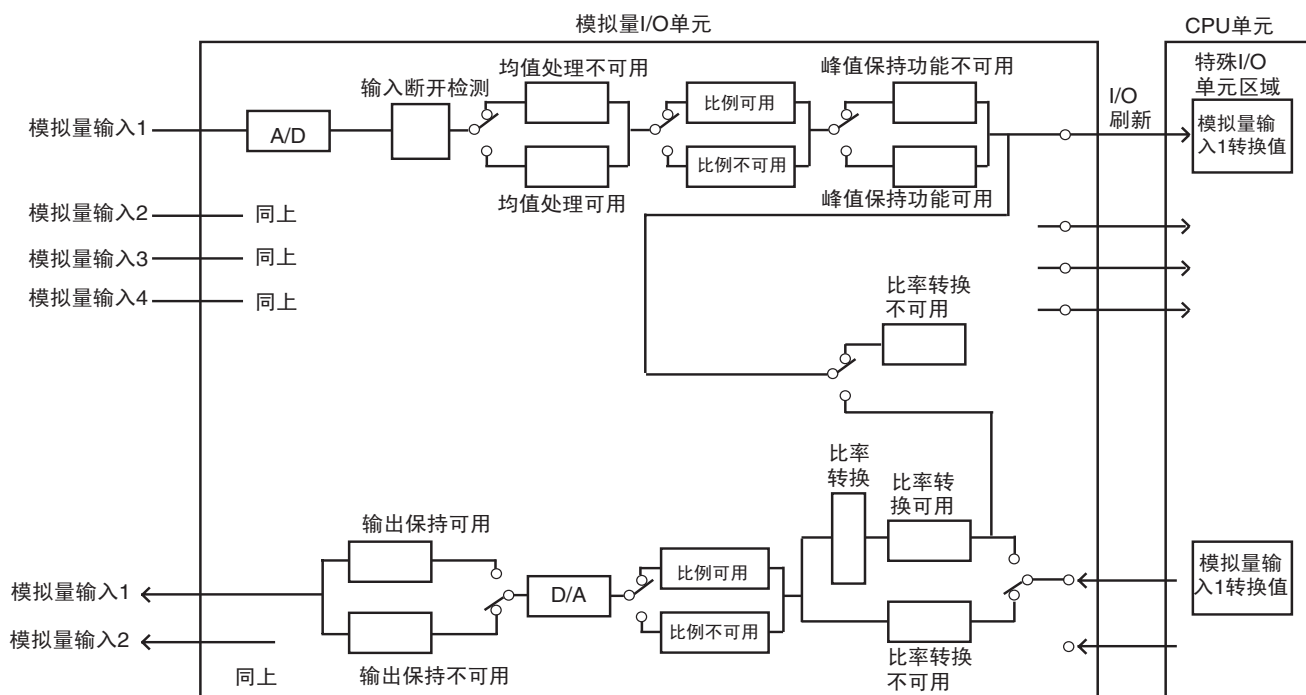 模拟量I/O单元
CPU单元
模拟量输入1
A/D
输入断开检测
均值处理不可用
均值处理可用
比例可用
比例不可用
峰值保持功能不可用
峰值保持功能可用
I/O
刷新
特殊I/O
单元区域
模拟量输
入1转换值
模拟量输入2
同上
模拟量输入3
同上
模拟量输入4
同上
比率转换
不可用
比率
转换
比率转
换可用
输出保持可用
模拟量输入1
D/A
比例可用
比例不可用
模拟量输
入1转换值
模拟量输入2
同上
输出保持不可用
比率转换
不可用